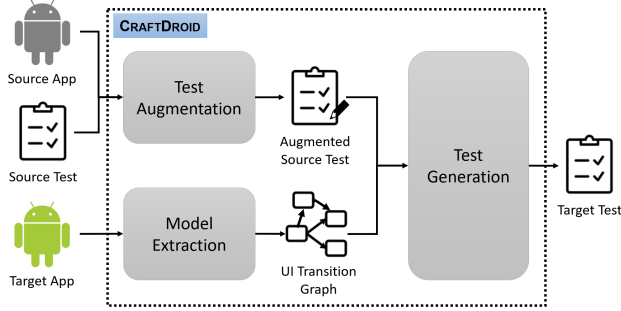 CRAFTDROID
Source App
Test
Augmentation
Augmented
Source Test
Source Test
Test
Generation
Target Test
Model
Extraction
UI Transition
Graph
Target App